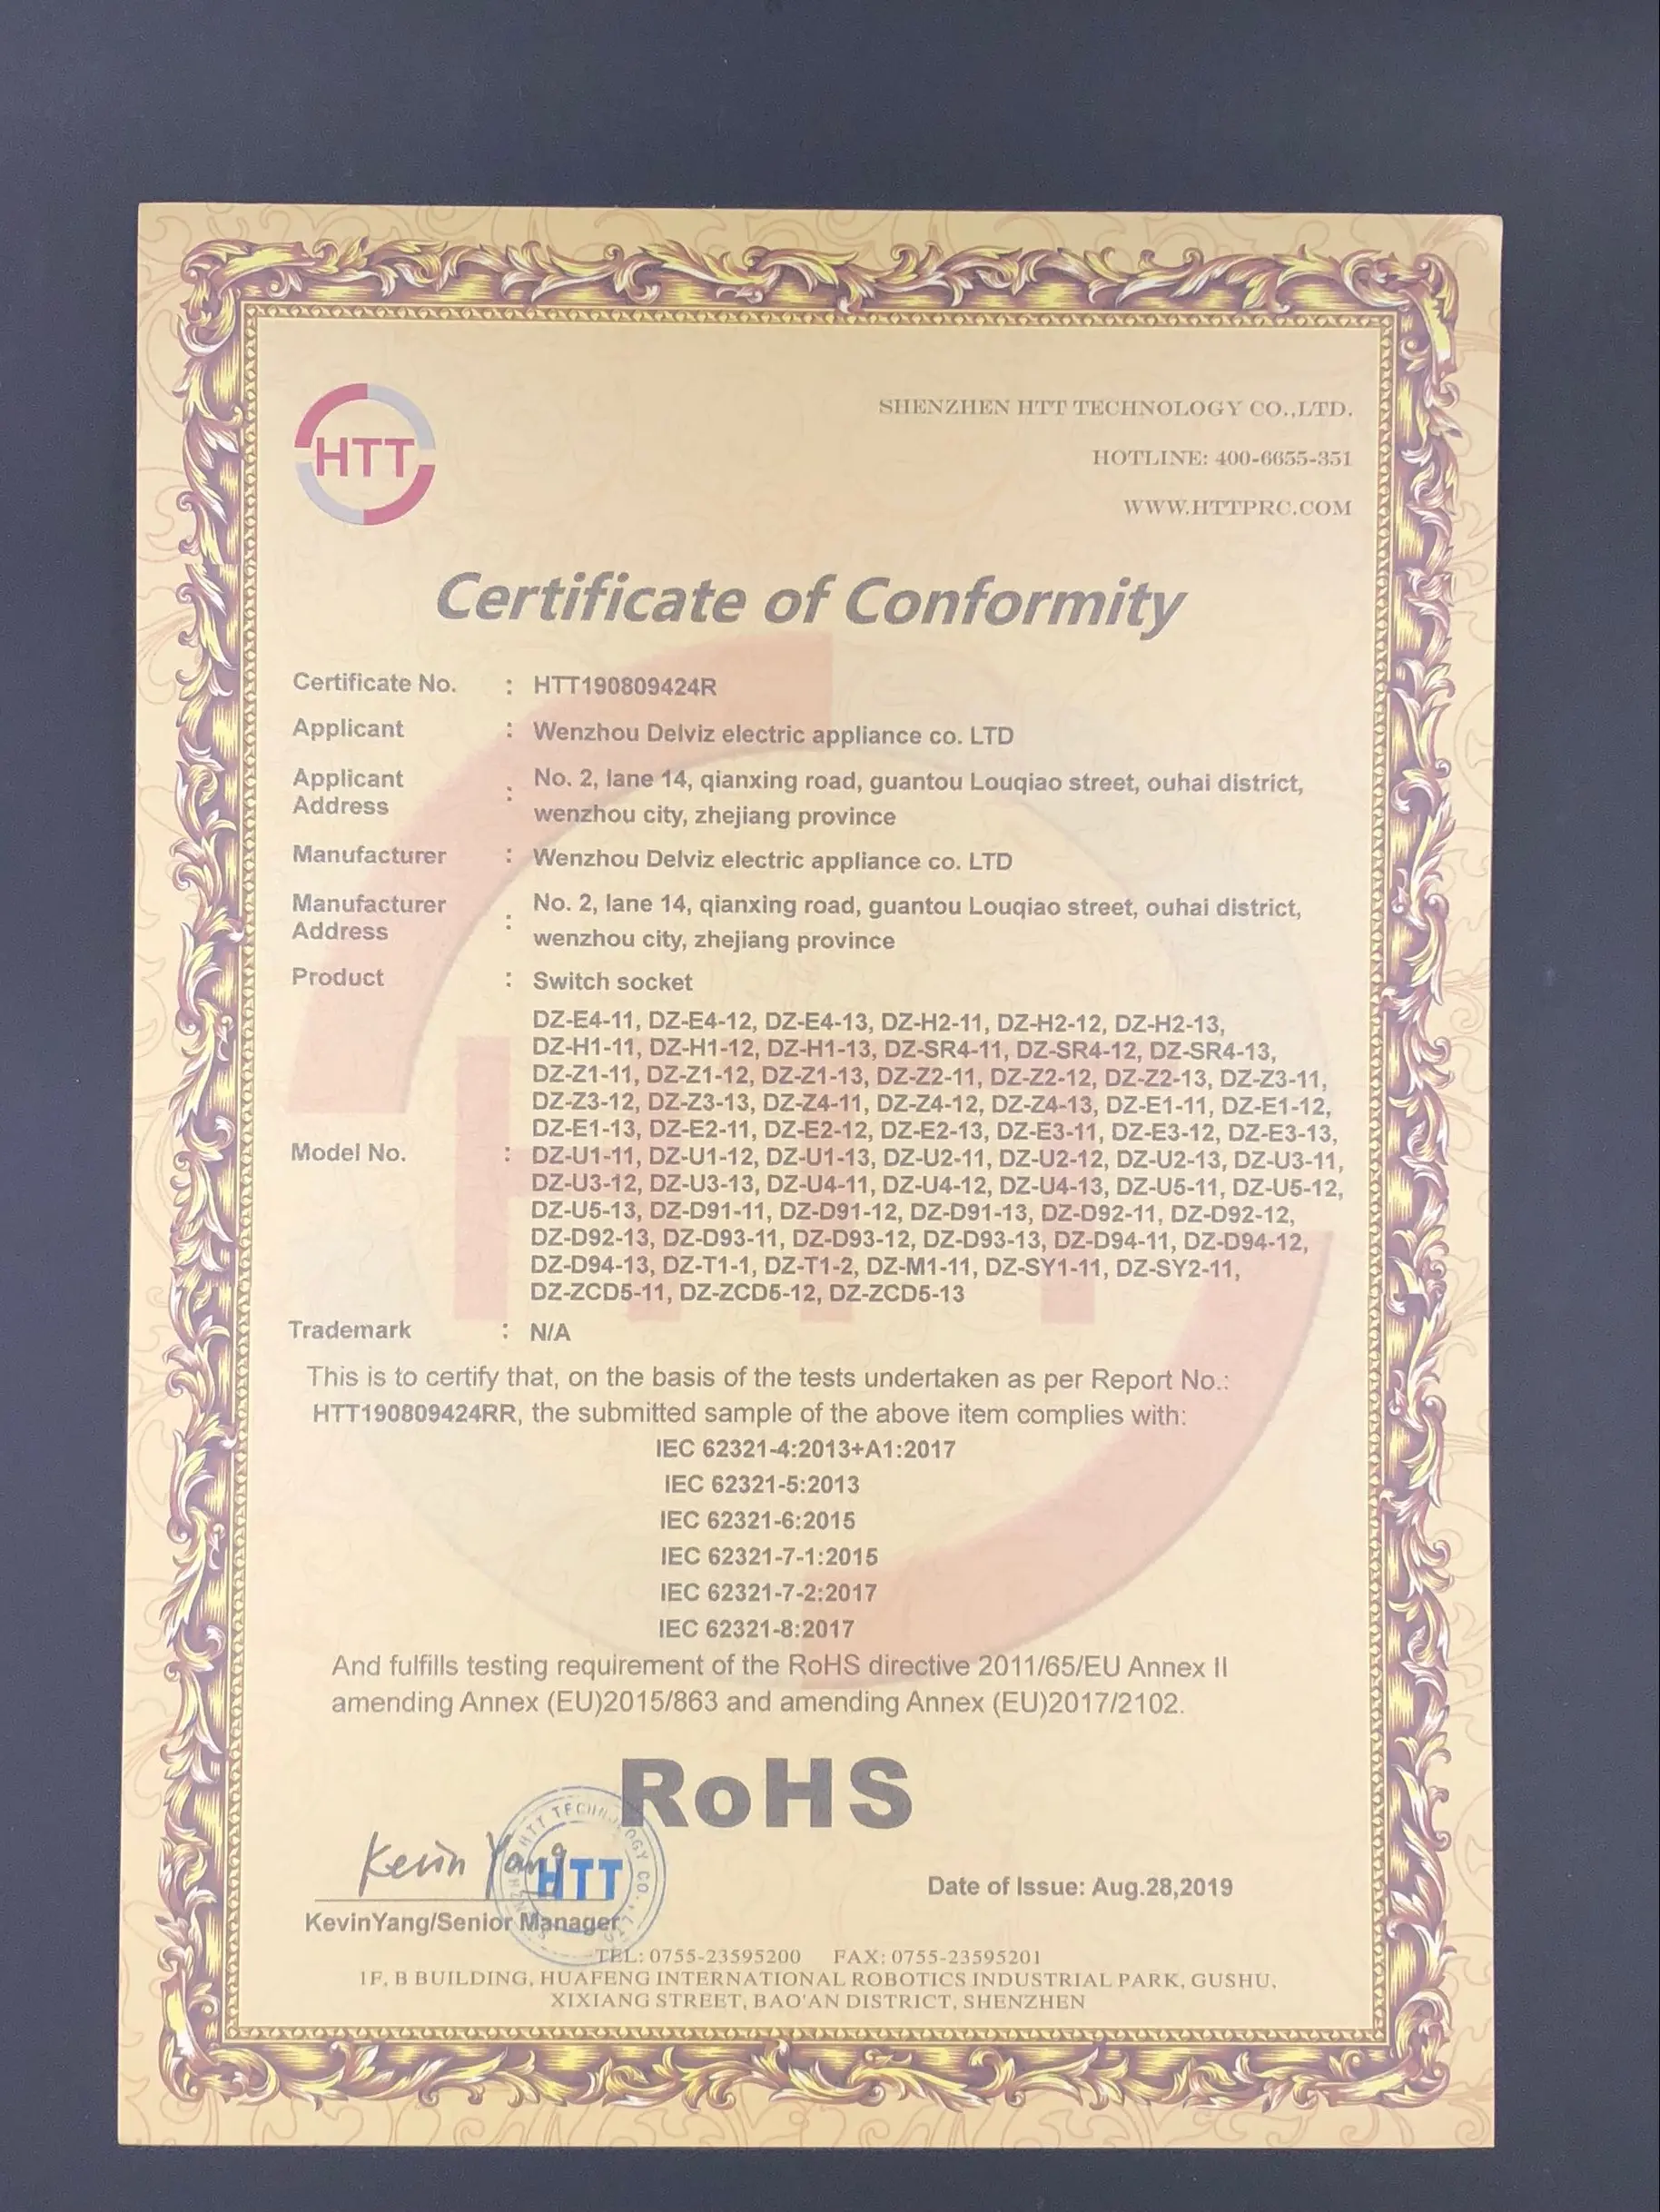 HTT
SHENZHEN HTT TECHNOLOGY CO.,LTD.
HOTLINE: 400-6655-351
WWW.HTTPRC.COM
Certificate of Conformity
Certificate No. : HTT190809424R
Applicant : Wenzhou Delviz electric appliance co. LTD
Applicant Address : No. 2, lane 14, qianxing road, guantou Louqiao street, ouhai district,
wenzhou city, zhejiang province
Manufacturer : Wenzhou Delviz electric appliance co. LTD
Manufacturer Address : No. 2, lane 14, qianxing road, guantou Louqiao street, ouhai district,
wenzhou city, zhejiang province
Product : Switch socket
Model No. :
DZ-E4-11, DZ-E4-12, DZ-E4-13, DZ-H2-11, DZ-H2-12, DZ-H2-13,
DZ-H1-11, DZ-H1-12, DZ-H1-13, DZ-SR4-11, DZ-SR4-12, DZ-SR4-13,
DZ-Z1-11, DZ-Z1-12, DZ-Z1-13, DZ-Z2-11, DZ-Z2-12, DZ-Z2-13, DZ-Z3-11,
DZ-Z3-12, DZ-Z3-13, DZ-Z4-11, DZ-Z4-12, DZ-Z4-13, DZ-E1-11, DZ-E1-12,
DZ-E1-13, DZ-E2-11, DZ-E2-12, DZ-E2-13, DZ-E3-11, DZ-E3-12, DZ-E3-13,
DZ-U1-11, DZ-U1-12, DZ-U1-13, DZ-U2-11, DZ-U2-12, DZ-U2-13, DZ-U3-11,
DZ-U3-12, DZ-U3-13, DZ-U4-11, DZ-U4-12, DZ-U4-13, DZ-U5-11, DZ-U5-12,
DZ-U5-13, DZ-D91-11, DZ-D91-12, DZ-D91-13, DZ-D92-11, DZ-D92-12,
DZ-D92-13, DZ-D93-11, DZ-D93-12, DZ-D93-13, DZ-D94-11, DZ-D94-12,
DZ-D94-13, DZ-T1-1, DZ-T1-2, DZ-M1-11, DZ-SY1-11, DZ-SY2-11,
DZ-ZCD5-11, DZ-ZCD5-12, DZ-ZCD5-13
Trademark : N/A
This is to certify that, on the basis of the tests undertaken as per Report No.:
HTT190809424RR, the submitted sample of the above item complies with:
IEC 62321-4:2013+A1:2017
IEC 62321-5:2013
IEC 62321-6:2015
IEC 62321-7-1:2015
IEC 62321-7-2:2017
IEC 62321-8:2017
And fulfills testing requirement of the RoHS directive 2011/65/EU Annex II
amending Annex (EU)2015/863 and amending Annex (EU)2017/2102.
RoHS
Kevin Yang
HTT
Date of Issue: Aug.28,2019
KevinYang/Senior Manager
TEL: 0755-23595200 FAX: 0755-23595201
1F, B BUILDING, HUAFENG INTERNATIONAL ROBOTICS INDUSTRIAL PARK, GUSHU,
XIXIANG STREET, BAO'AN DISTRICT, SHENZHEN